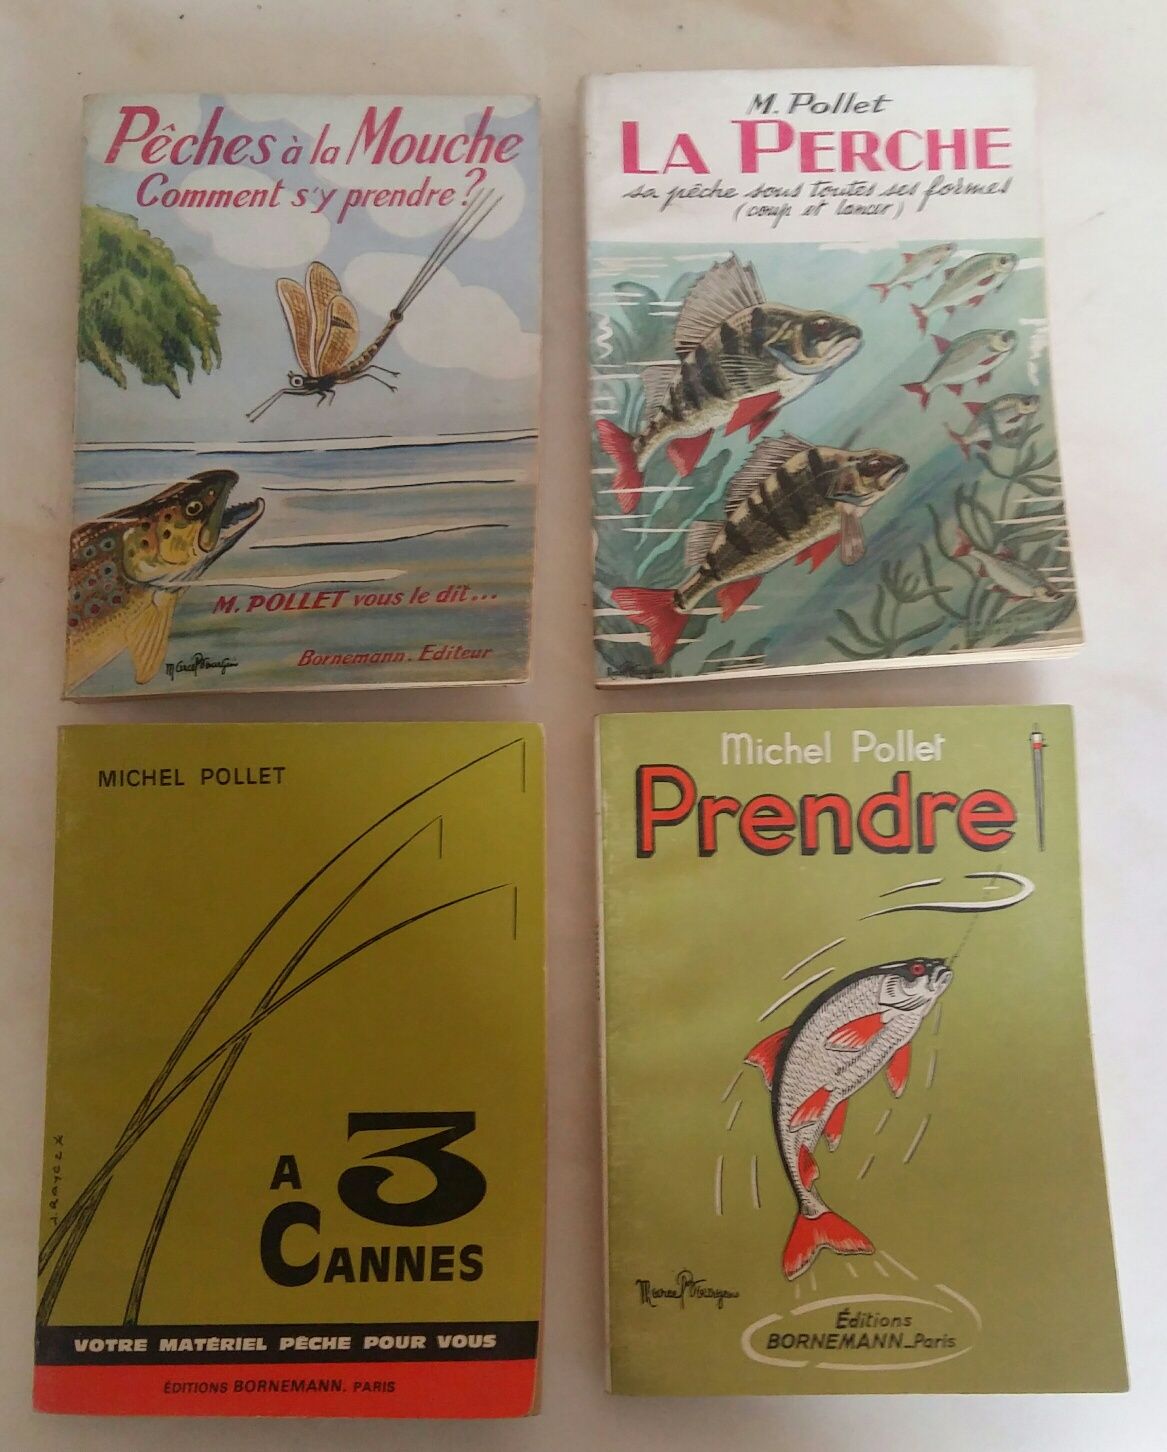 Pêches à la Mouche
Comment s'y prendre ?
M. POLLET vous le dit...
Bornemann. Editeur
M. Pollet
LA PERCHE
sa pêche sous toutes ses formes
(coup et lancer)
MICHEL POLLET
A 3
CANNES
VOTRE MATÉRIEL PÊCHE POUR VOUS
ÉDITIONS BORNEMANN. PARIS
Michel Pollet
Prendre!
Éditions
BORNEMANN_Paris